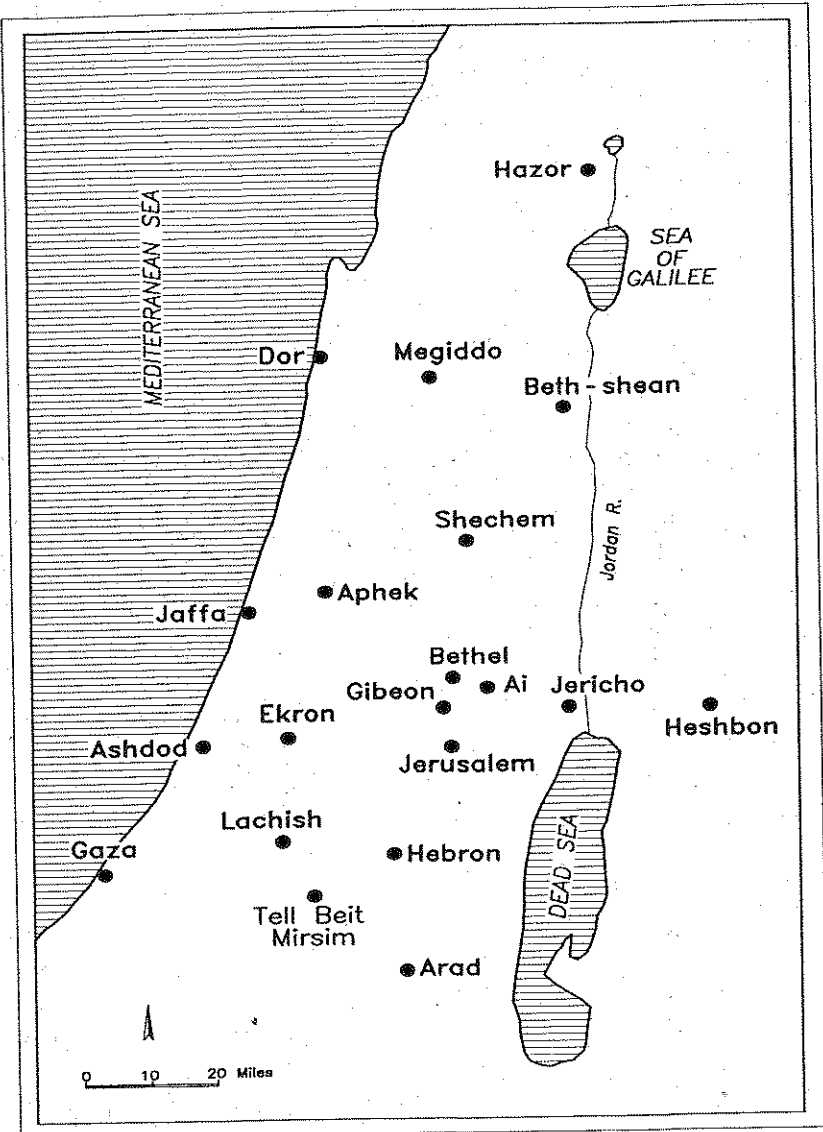 MEDITERRANEAN SEA
Hazor
SEA
OF
GALILEE
Dor
Megiddo
Beth-shean
Shechem
Jordan R.
Aphek
Jaffa
Bethel
Ai
Jericho
Gibeon
Ekron
Heshbon
Ashdod
Jerusalem
Lachish
Gaza
Hebron
DEAD SEA
Tell Beit
Mirsim
Arad
0 10 20 Miles